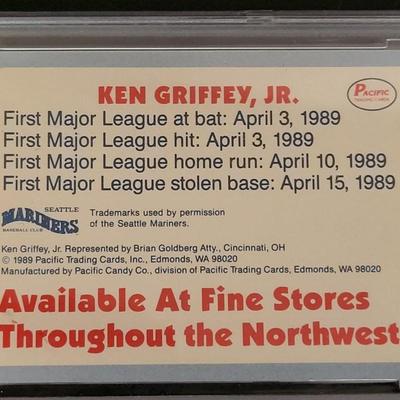 KEN GRIFFEY, JR.
PACIFIC
TRADING CARDS
First Major League at bat: April 3, 1989
First Major League hit: April 3, 1989
First Major League home run: April 10, 1989
First Major League stolen base: April 15, 1989
SEATTLE
MARINERS
BASEBALL CLUB
Trademarks used by permission
of the Seattle Mariners.
Ken Griffey, Jr. Represented by Brian Goldberg Atty., Cincinnati, OH
© 1989 Pacific Trading Cards, Inc., Edmonds, WA 98020
Manufactured by Pacific Candy Co., division of Pacific Trading Cards, Edmonds, WA 98020
Available At Fine Stores
Throughout the Northwest